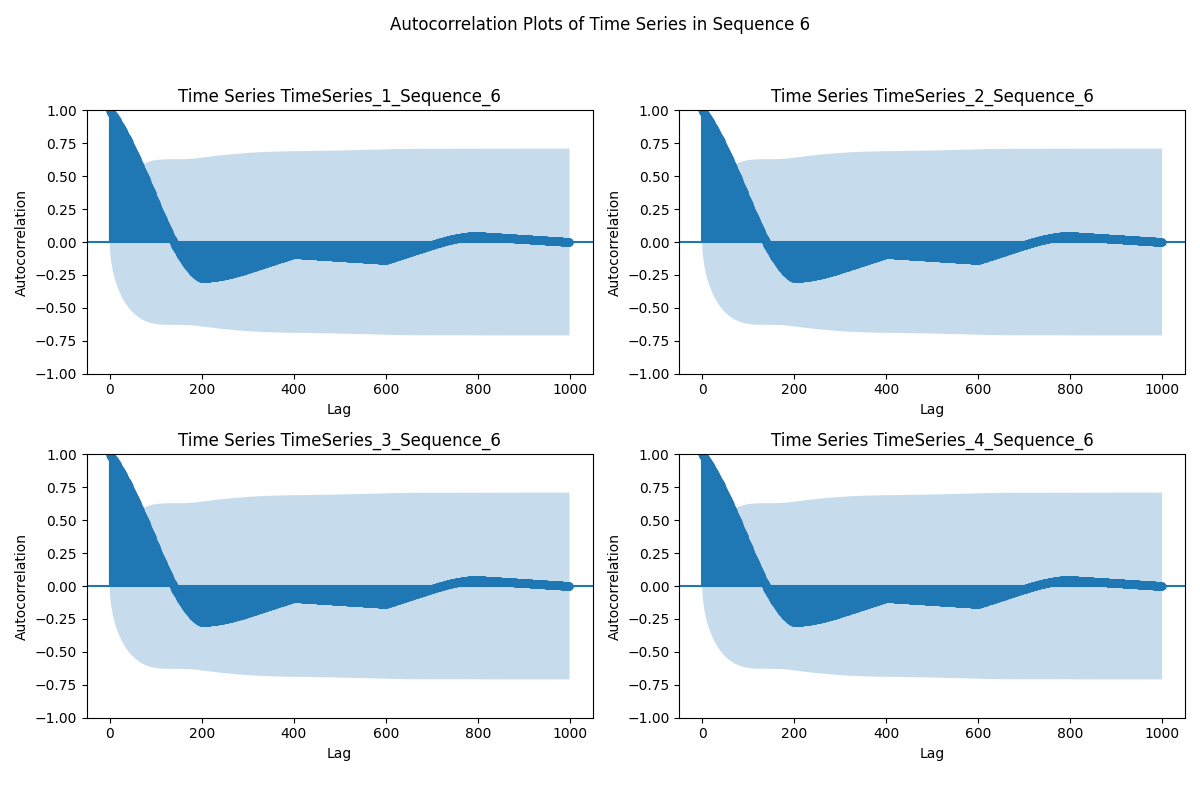 Autocorrelation Plots of Time Series in Sequence 6
Time Series TimeSeries_1_Sequence_6
Autocorrelation
1.00
0.75
0.50
0.25
0.00
−0.25
−0.50
−0.75
−1.00
0 200 400 600 800 1000
Lag
Time Series TimeSeries_2_Sequence_6
Autocorrelation
1.00
0.75
0.50
0.25
0.00
−0.25
−0.50
−0.75
−1.00
0 200 400 600 800 1000
Lag
Time Series TimeSeries_3_Sequence_6
Autocorrelation
1.00
0.75
0.50
0.25
0.00
−0.25
−0.50
−0.75
−1.00
0 200 400 600 800 1000
Lag
Time Series TimeSeries_4_Sequence_6
Autocorrelation
1.00
0.75
0.50
0.25
0.00
−0.25
−0.50
−0.75
−1.00
0 200 400 600 800 1000
Lag